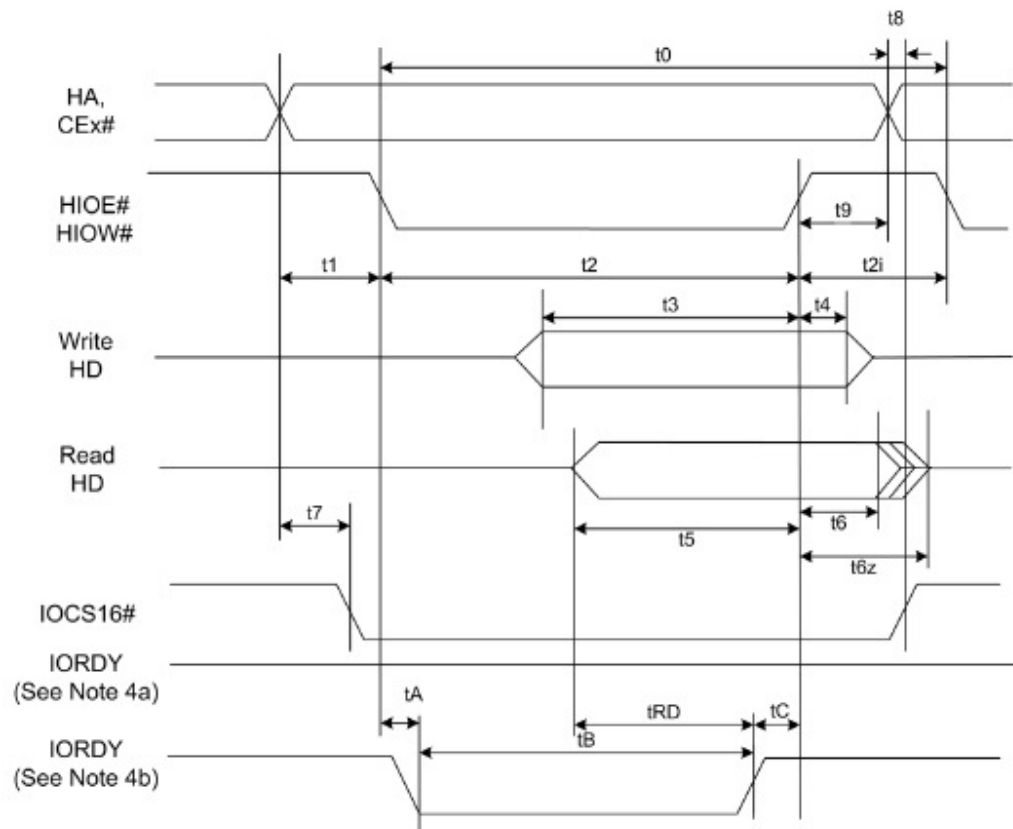 t8
t0
HA,
CEx#
HIOE#
HIOW#
t9
t1
t2
t2i
t3
t4
Write
HD
Read
HD
t7
t6
t5
t6z
IOCS16#
IORDY
(See Note 4a)
tA
tRD
tC
tB
IORDY
(See Note 4b)